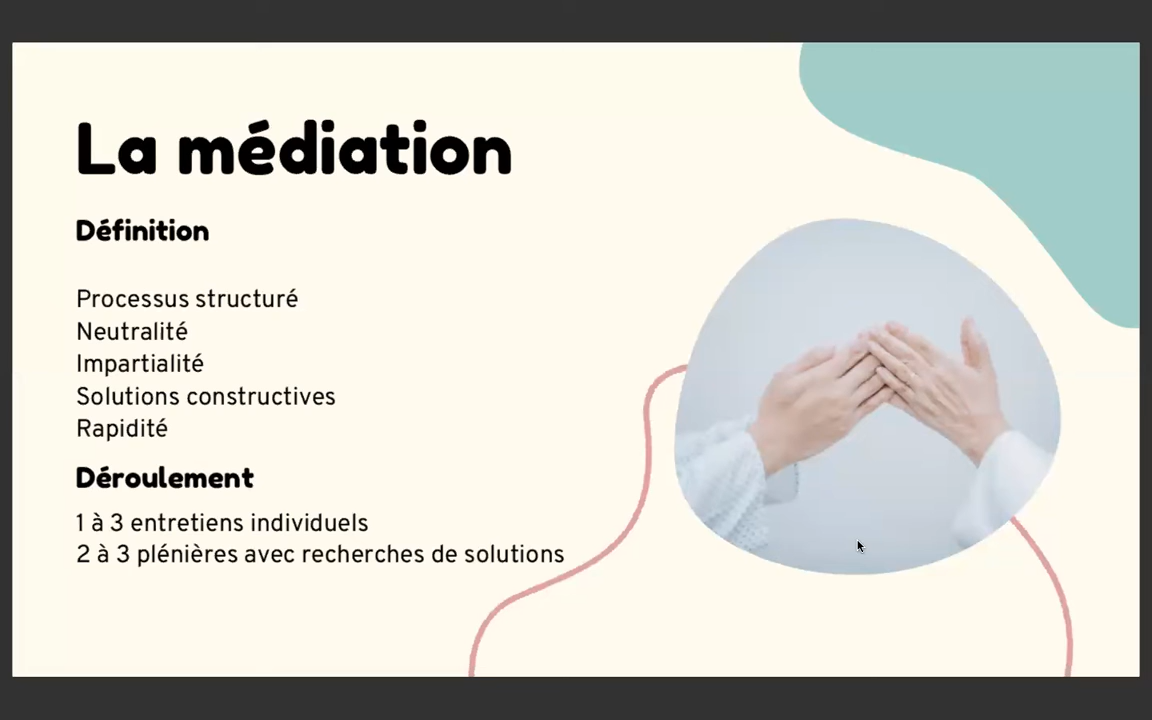 La médiation
Définition
Processus structuré
Neutralité
Impartialité
Solutions constructives
Rapidité
Déroulement
1 à 3 entretiens individuels
2 à 3 plénières avec recherches de solutions